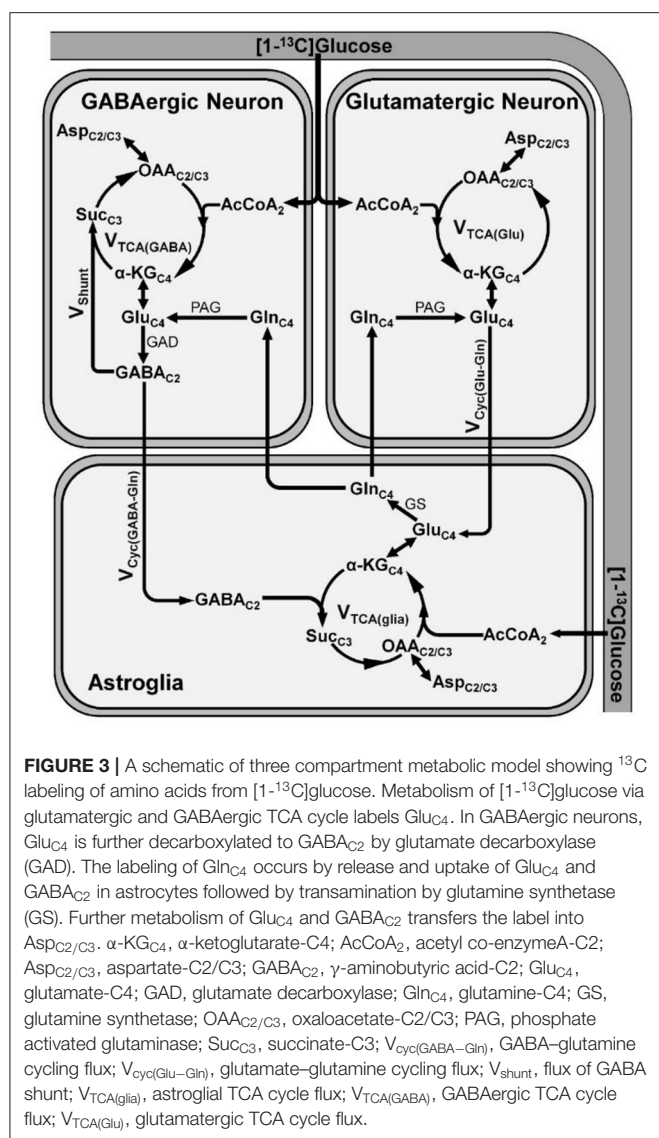 [1-¹³C]Glucose
GABAergic Neuron
Asp_C2/C3
OAA_C2/C3
AcCoA₂
Suc_C3
V_TCA(GABA)
α-KG_C4
V_Shunt
Glu_C4
PAG
Gln_C4
GAD
GABA_C2
Glutamatergic Neuron
Asp_C2/C3
OAA_C2/C3
AcCoA₂
V_TCA(Glu)
α-KG_C4
Gln_C4
PAG
Glu_C4
V_Cyc(Glu-Gln)
V_Cyc(GABA-Gln)
Gln_C4
GS
Glu_C4
α-KG_C4
GABA_C2
V_TCA(glia)
Suc_C3
OAA_C2/C3
AcCoA₂
Asp_C2/C3
Astroglia
[1-¹³C]Glucose
FIGURE 3 | A schematic of three compartment metabolic model showing ¹³C
labeling of amino acids from [1-¹³C]glucose. Metabolism of [1-¹³C]glucose via
glutamatergic and GABAergic TCA cycle labels Glu_C4. In GABAergic neurons,
Glu_C4 is further decarboxylated to GABA_C2 by glutamate decarboxylase
(GAD). The labeling of Gln_C4 occurs by release and uptake of Glu_C4 and
GABA_C2 in astrocytes followed by transamination by glutamine synthetase
(GS). Further metabolism of Glu_C4 and GABA_C2 transfers the label into
Asp_C2/C3. α-KG_C4, α-ketoglutarate-C4; AcCoA₂, acetyl co-enzymeA-C2;
Asp_C2/C3, aspartate-C2/C3; GABA_C2, γ-aminobutyric acid-C2; Glu_C4,
glutamate-C4; GAD, glutamate decarboxylase; Gln_C4, glutamine-C4; GS,
glutamine synthetase; OAA_C2/C3, oxaloacetate-C2/C3; PAG, phosphate
activated glutaminase; Suc_C3, succinate-C3; V_cyc(GABA−Gln), GABA–glutamine
cycling flux; V_cyc(Glu−Gln), glutamate–glutamine cycling flux; V_shunt, flux of GABA
shunt; V_TCA(glia), astroglial TCA cycle flux; V_TCA(GABA), GABAergic TCA cycle
flux; V_TCA(Glu), glutamatergic TCA cycle flux.